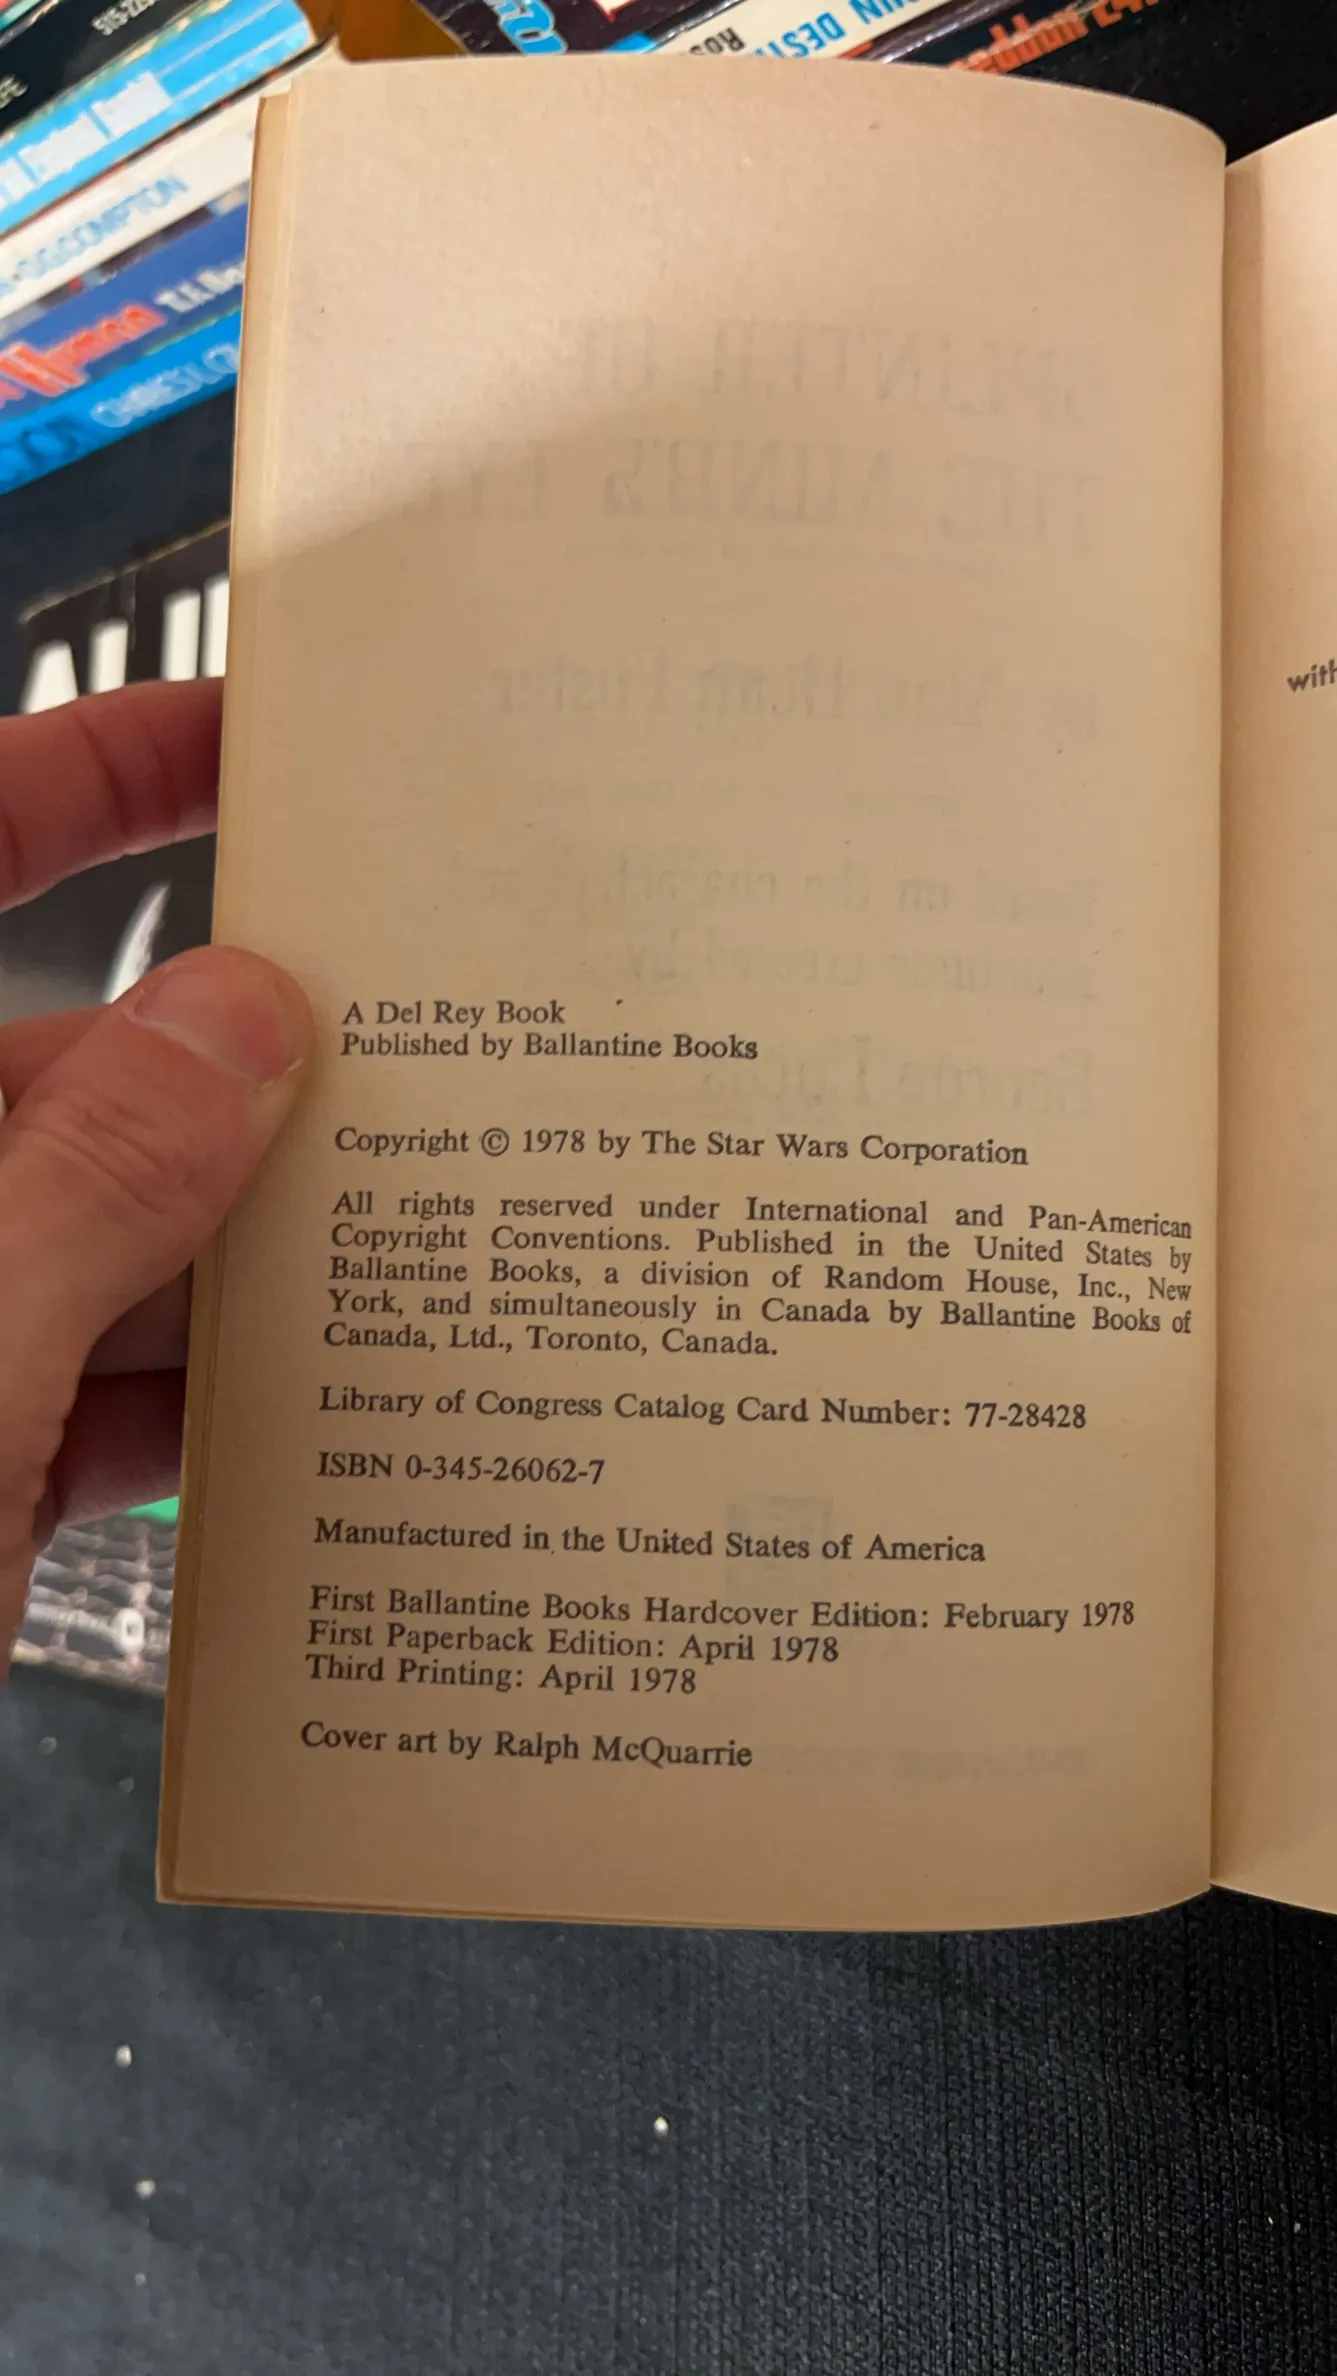 COMPTON
DESTI
A Del Rey Book
Published by Ballantine Books
Copyright © 1978 by The Star Wars Corporation
All rights reserved under International and Pan-American
Copyright Conventions. Published in the United States by
Ballantine Books, a division of Random House, Inc., New
York, and simultaneously in Canada by Ballantine Books of
Canada, Ltd., Toronto, Canada.
Library of Congress Catalog Card Number: 77-28428
ISBN 0-345-26062-7
Manufactured in the United States of America
First Ballantine Books Hardcover Edition: February 1978
First Paperback Edition: April 1978
Third Printing: April 1978
Cover art by Ralph McQuarrie
with